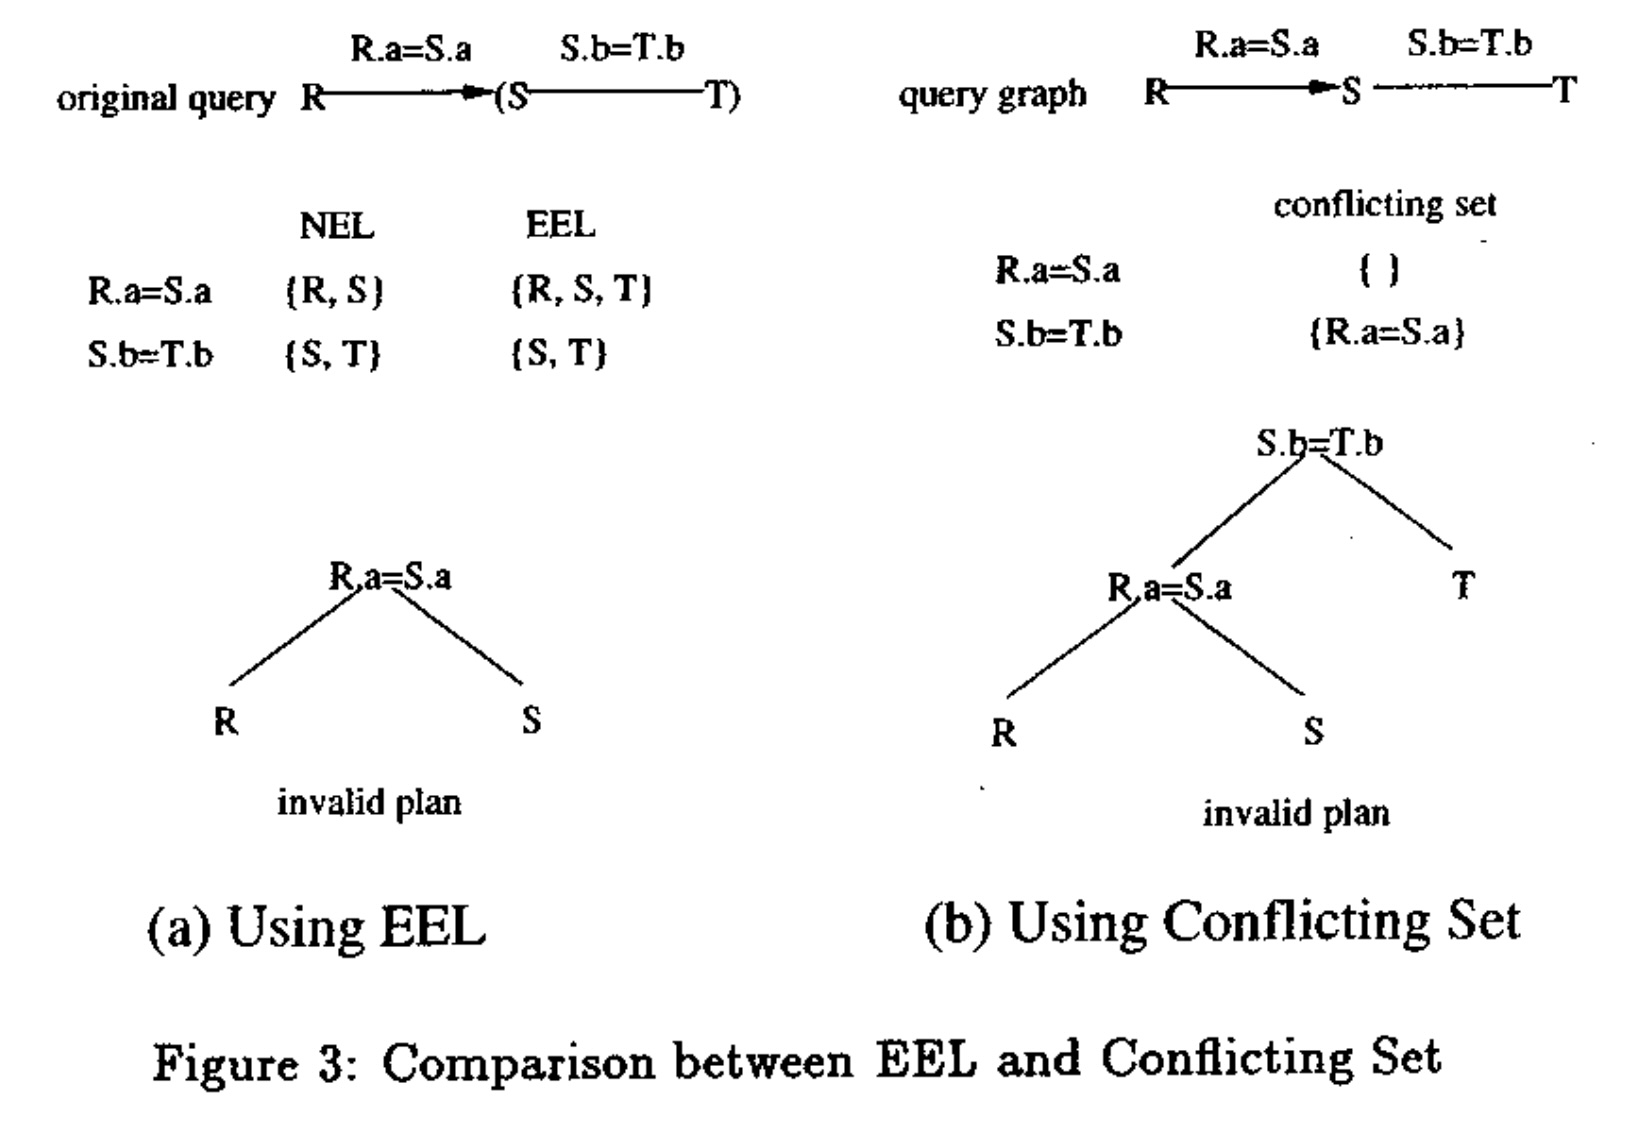 R.a=S.a S.b=T.b
original query R (S T)
NEL EEL
R.a=S.a {R, S} {R, S, T}
S.b=T.b {S, T} {S, T}
R.a=S.a
R S
invalid plan
(a) Using EEL
R.a=S.a S.b=T.b
query graph R S T
conflicting set
R.a=S.a { }
S.b=T.b {R.a=S.a}
S.b=T.b
R.a=S.a T
R S
invalid plan
(b) Using Conflicting Set
Figure 3: Comparison between EEL and Conflicting Set